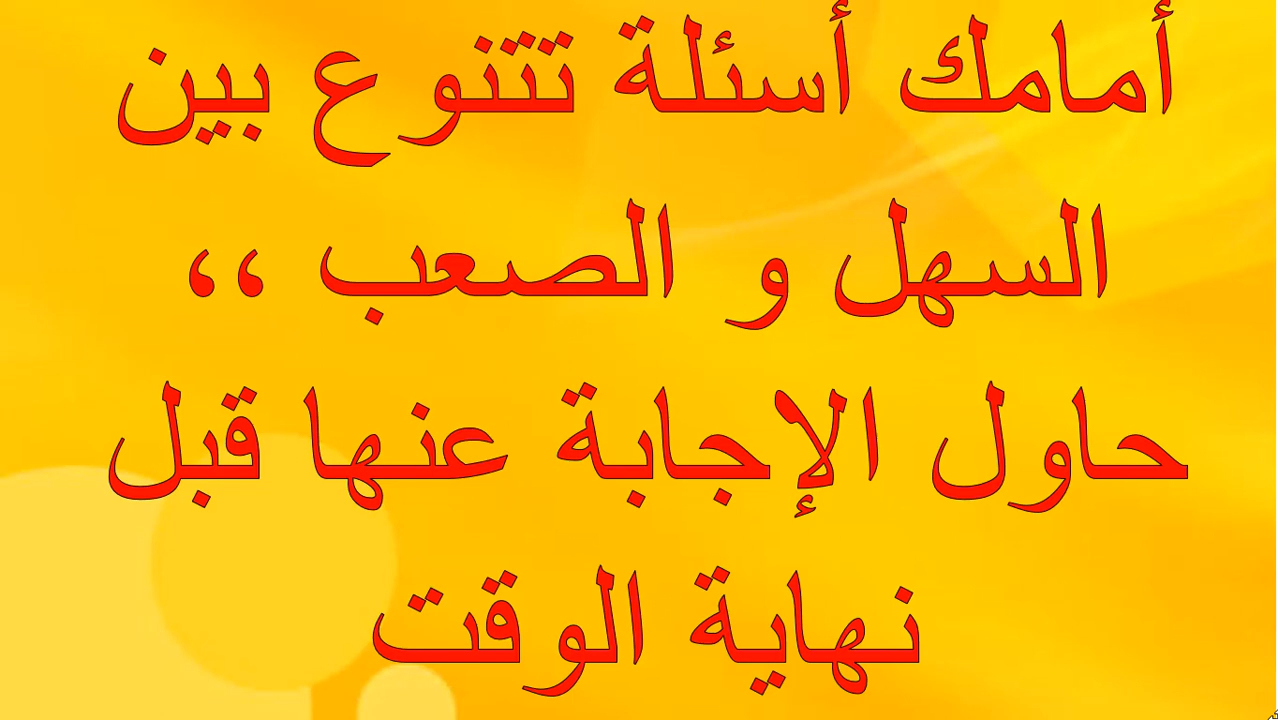 أمامك أسئلة تتنوع بين
السهل و الصعب ،،
حاول الإجابة عنها قبل
نهاية الوقت